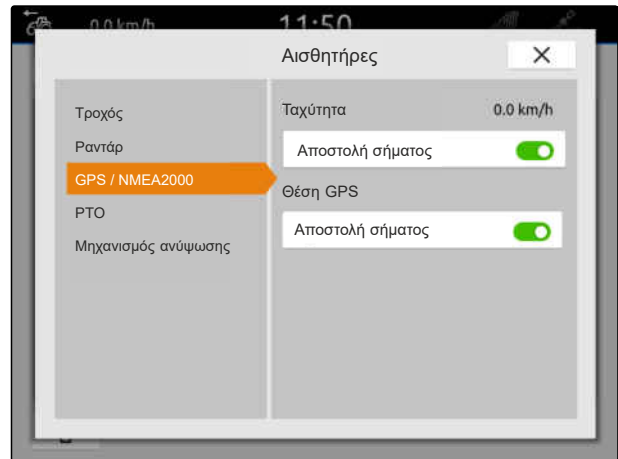 0.0 km/h
11:50
Αισθητήρες
Τροχός
Ραντάρ
GPS / NMEA2000
PTO
Μηχανισμός ανύψωσης
Ταχύτητα 0.0 km/h
Αποστολή σήματος
Θέση GPS
Αποστολή σήματος